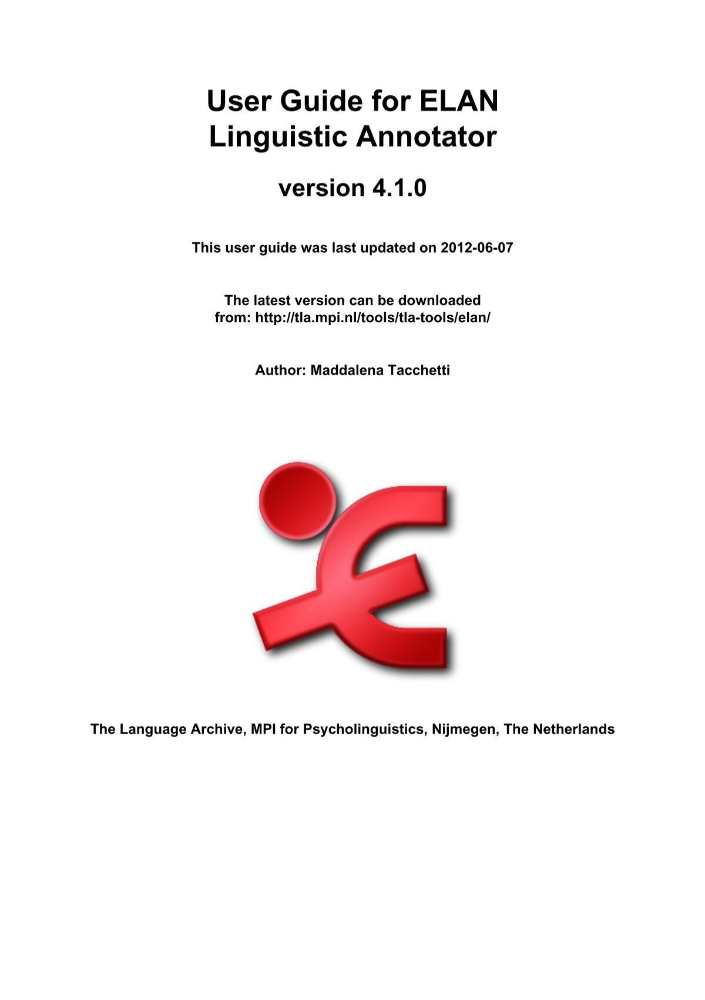 User Guide for ELAN
Linguistic Annotator
version 4.1.0
This user guide was last updated on 2012-06-07
The latest version can be downloaded
from: http://tla.mpi.nl/tools/tla-tools/elan/
Author: Maddalena Tacchetti
The Language Archive, MPI for Psycholinguistics, Nijmegen, The Netherlands